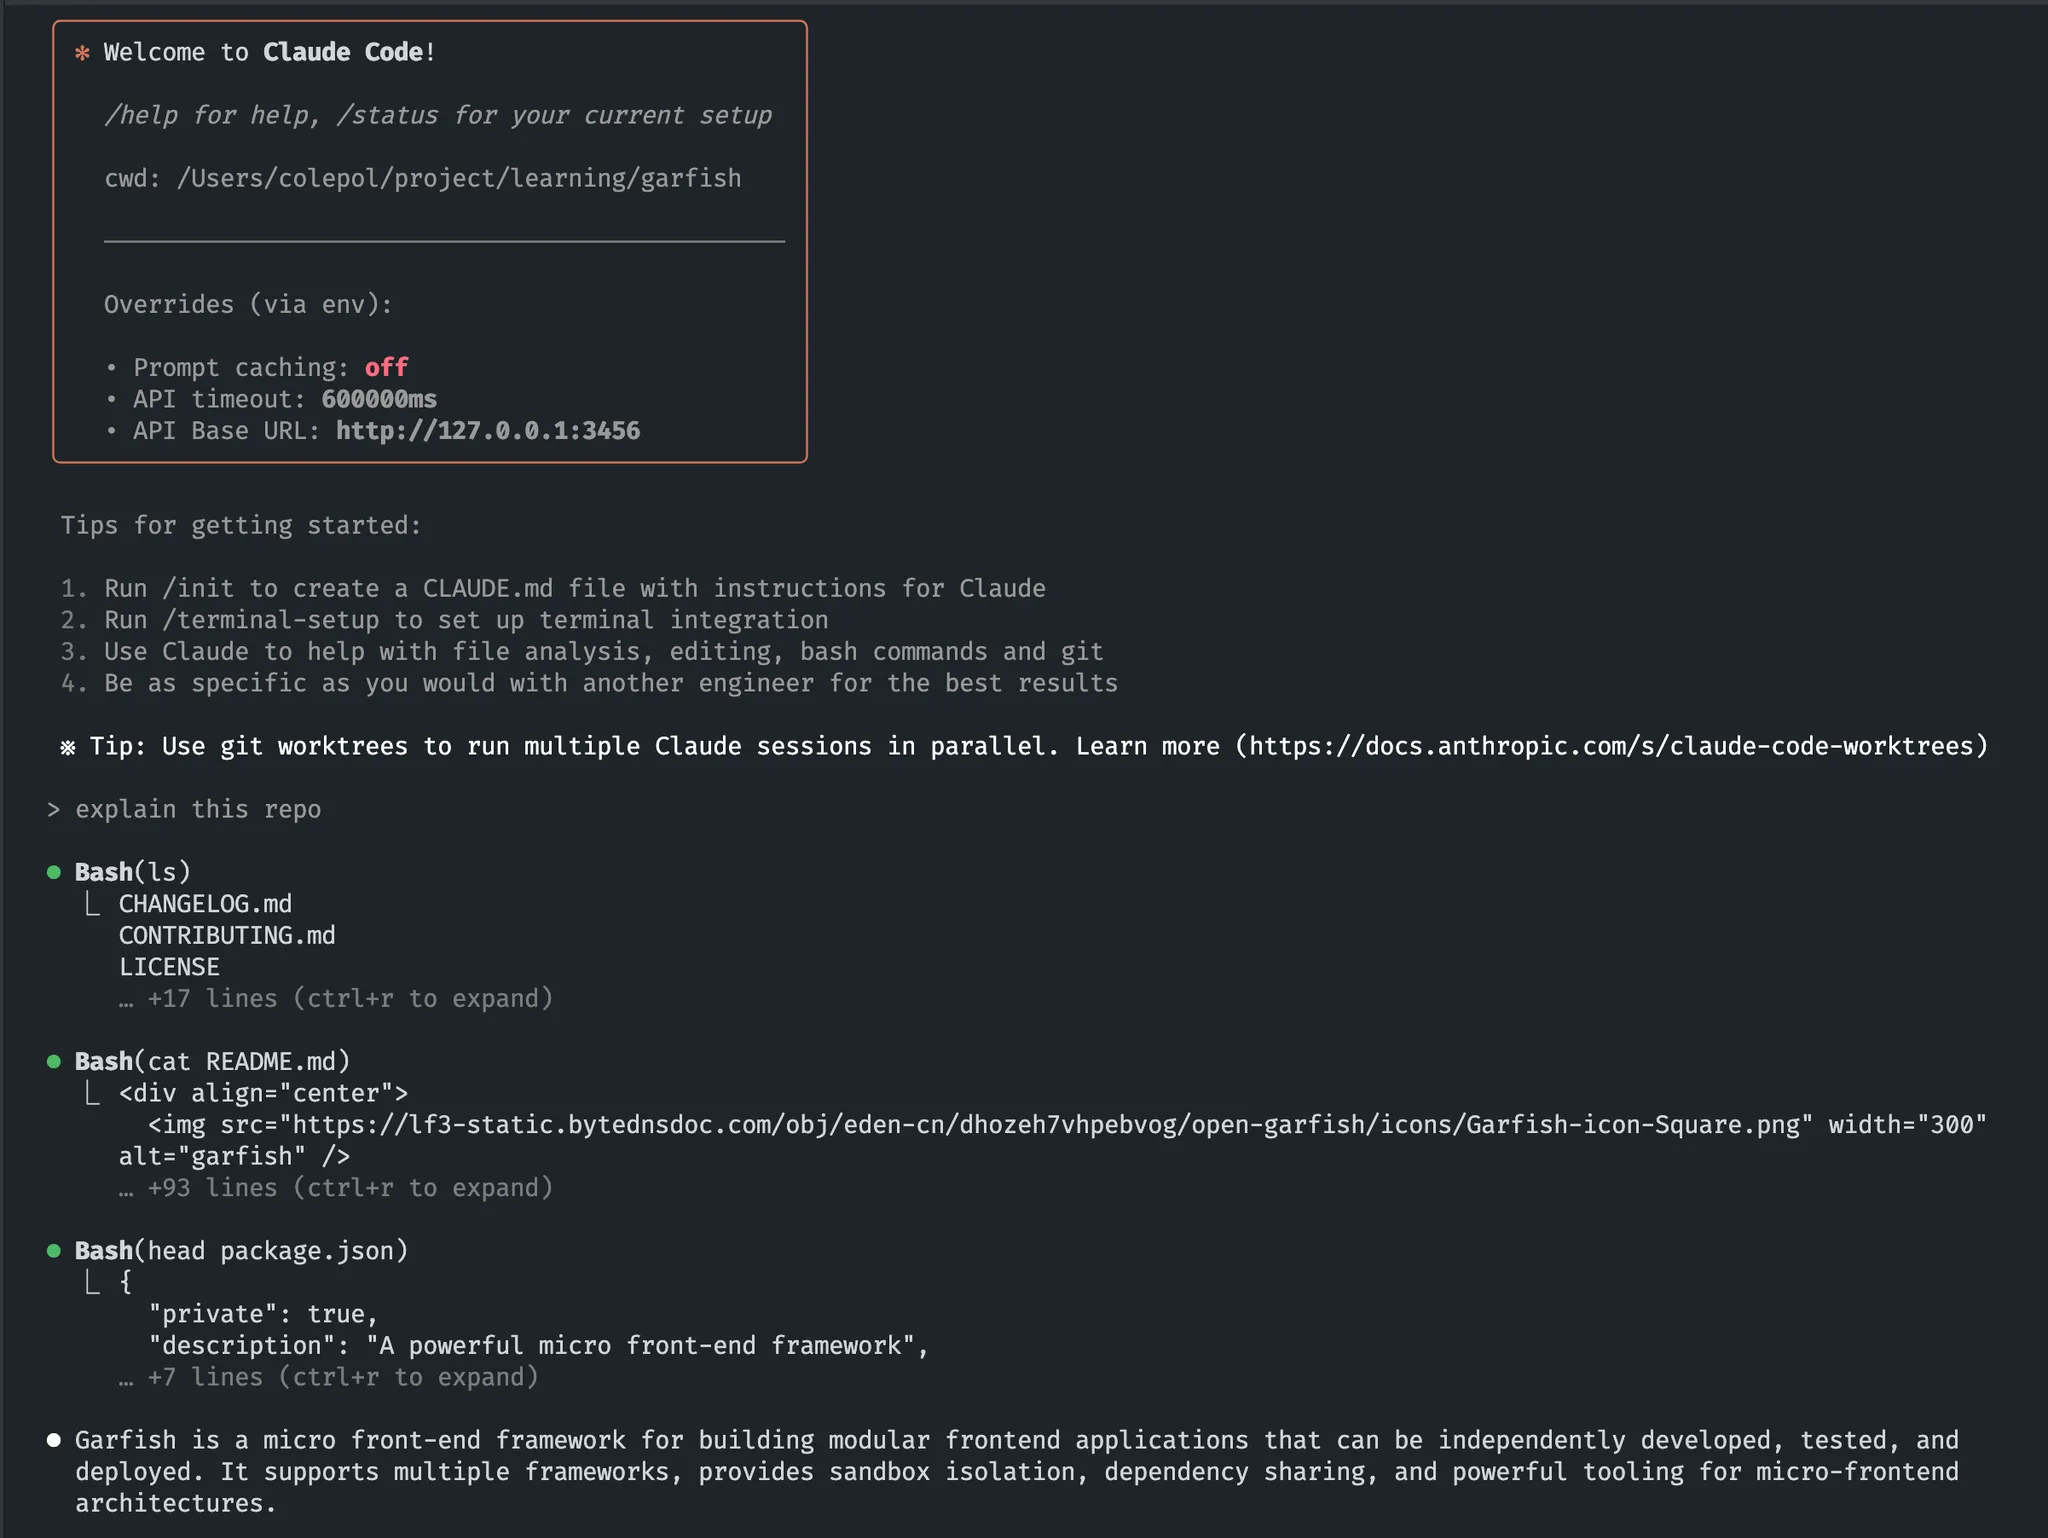 ✻ Welcome to Claude Code!
/help for help, /status for your current setup
cwd: /Users/colepol/project/learning/garfish
Overrides (via env):
• Prompt caching: off
• API timeout: 600000ms
• API Base URL: http://127.0.0.1:3456
Tips for getting started:
1. Run /init to create a CLAUDE.md file with instructions for Claude
2. Run /terminal-setup to set up terminal integration
3. Use Claude to help with file analysis, editing, bash commands and git
4. Be as specific as you would with another engineer for the best results
※ Tip: Use git worktrees to run multiple Claude sessions in parallel. Learn more (https://docs.anthropic.com/s/claude-code-worktrees)
> explain this repo
● Bash(ls)
⎿ CHANGELOG.md
CONTRIBUTING.md
LICENSE
… +17 lines (ctrl+r to expand)
● Bash(cat README.md)
⎿ <div align="center">
<img src="https://lf3-static.bytednsdoc.com/obj/eden-cn/dhozeh7vhpebvog/open-garfish/icons/Garfish-icon-Square.png" width="300"
alt="garfish" />
… +93 lines (ctrl+r to expand)
● Bash(head package.json)
⎿ {
"private": true,
"description": "A powerful micro front-end framework",
… +7 lines (ctrl+r to expand)
● Garfish is a micro front-end framework for building modular frontend applications that can be independently developed, tested, and
deployed. It supports multiple frameworks, provides sandbox isolation, dependency sharing, and powerful tooling for micro-frontend
architectures.